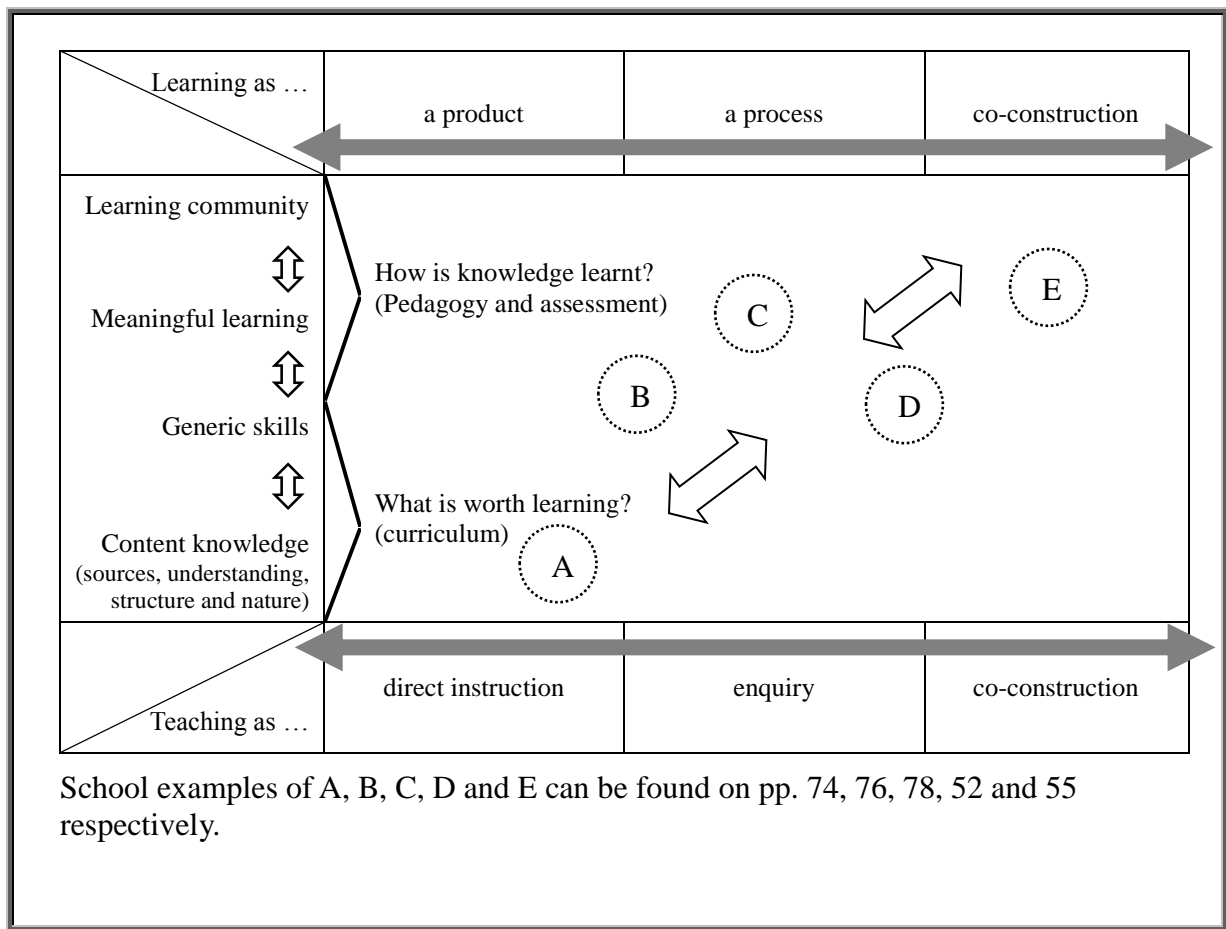 Learning as …
a product
a process
co-construction
Learning community
Meaningful learning
Generic skills
Content knowledge
(sources, understanding,
structure and nature)
How is knowledge learnt?
(Pedagogy and assessment)
What is worth learning?
(curriculum)
A
B
C
D
E
direct instruction
enquiry
co-construction
Teaching as …
School examples of A, B, C, D and E can be found on pp. 74, 76, 78, 52 and 55
respectively.